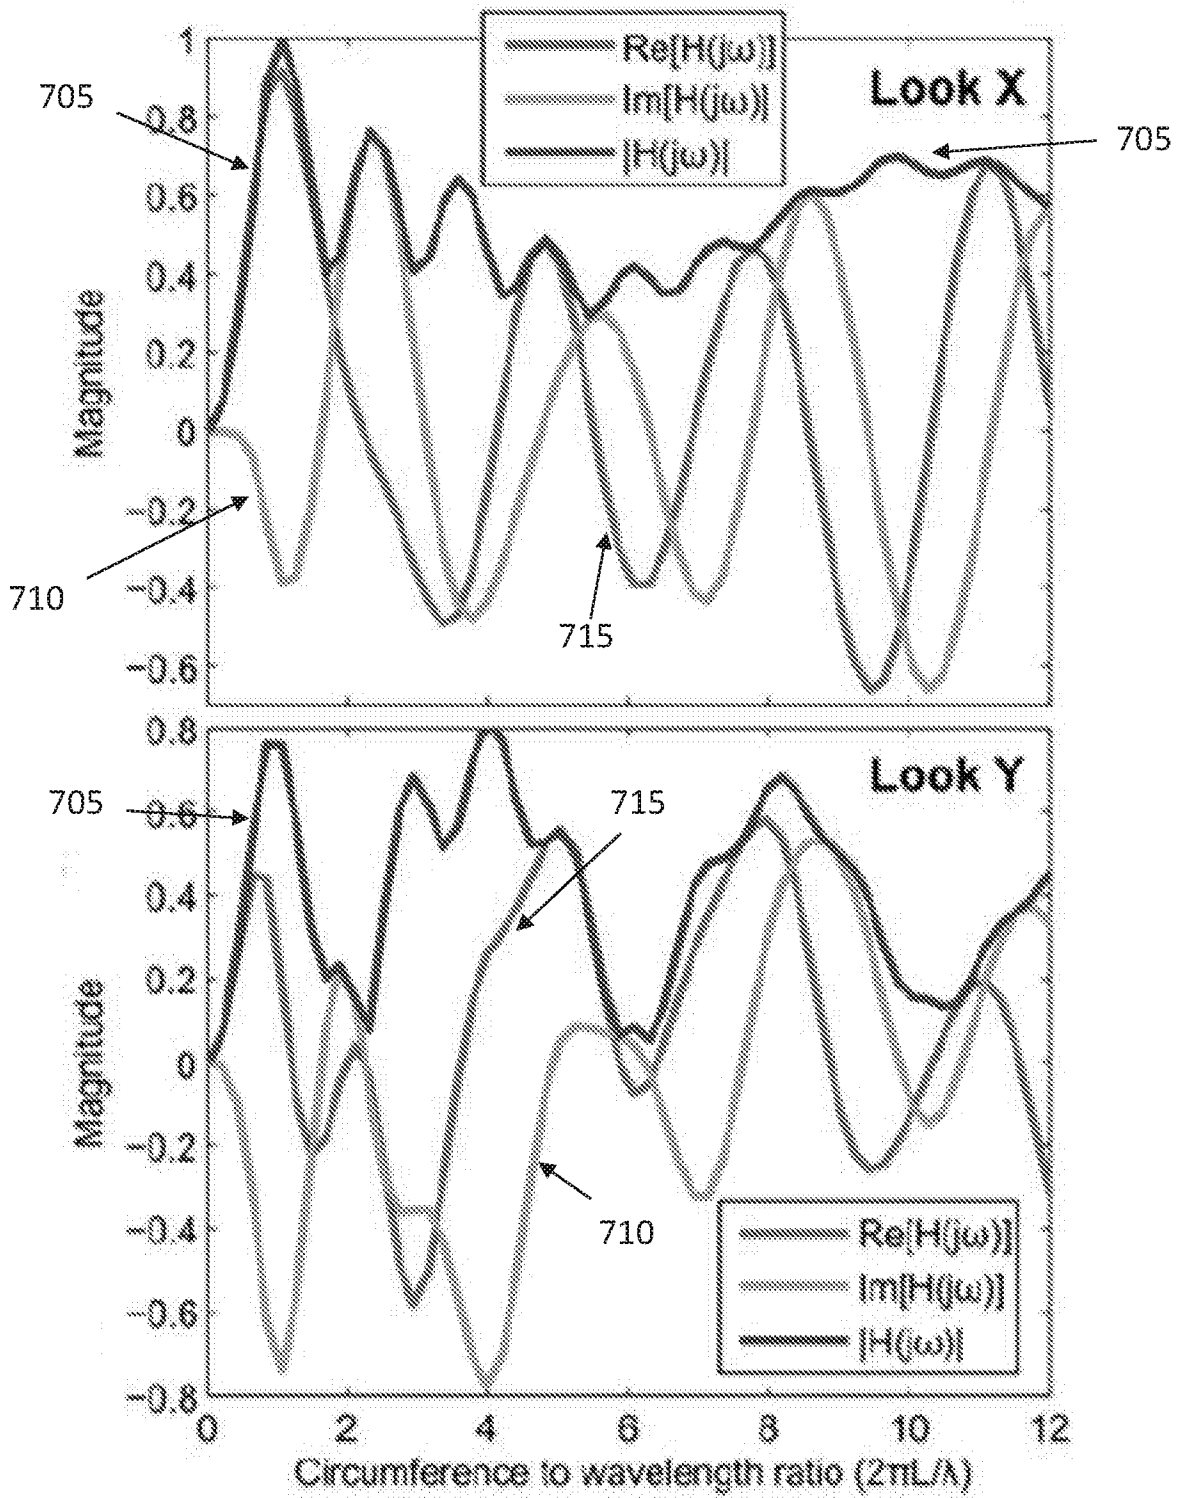 Re[H(jω)]
Im[H(jω)]
|H(jω)|
Look X
705
705
710
715
1
0.8
0.6
0.4
0.2
0
−0.2
−0.4
−0.6
Magnitude
Look Y
705
715
710
0.8
0.6
0.4
0.2
0
−0.2
−0.4
−0.6
−0.8
Magnitude
Re[H(jω)]
Im[H(jω)]
|H(jω)|
0 2 4 6 8 10 12
Circumference to wavelength ratio (2πL/λ)